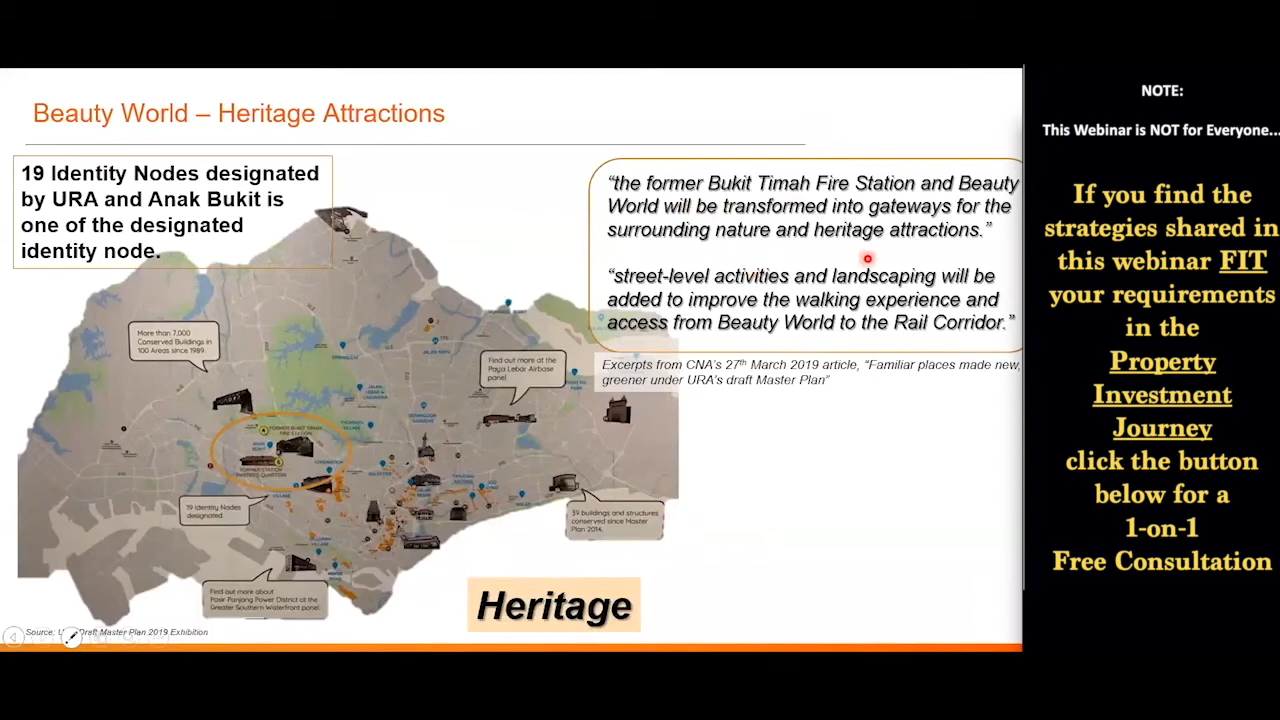 Beauty World – Heritage Attractions
19 Identity Nodes designated
by URA and Anak Bukit is
one of the designated
identity node.
“the former Bukit Timah Fire Station and Beauty
World will be transformed into gateways for the
surrounding nature and heritage attractions.”
“street-level activities and landscaping will be
added to improve the walking experience and
access from Beauty World to the Rail Corridor.”
Excerpts from CNA’s 27th March 2019 article, “Familiar places made new,
greener under URA’s draft Master Plan”
More than 7,000
Conserved Buildings in
100 Areas since 1989.
Find out more at the
Paya Lebar Airbase
panel.
FORMER BUKIT TIMAH
FIRE STATION
ANAK
BUKIT
19 Identity Nodes
designated.
VILLAGE
39 buildings and structures
conserved since Master
Plan 2014.
Find out more about
Pasir Panjang Power District at the
Greater Southern Waterfront panel.
Heritage
Draft Master Plan 2019 Exhibition
NOTE:
This Webinar is NOT for Everyone...
If you find the
strategies shared in
this webinar FIT
your requirements
in the
Property
Investment
Journey
click the button
below for a
1-on-1
Free Consultation